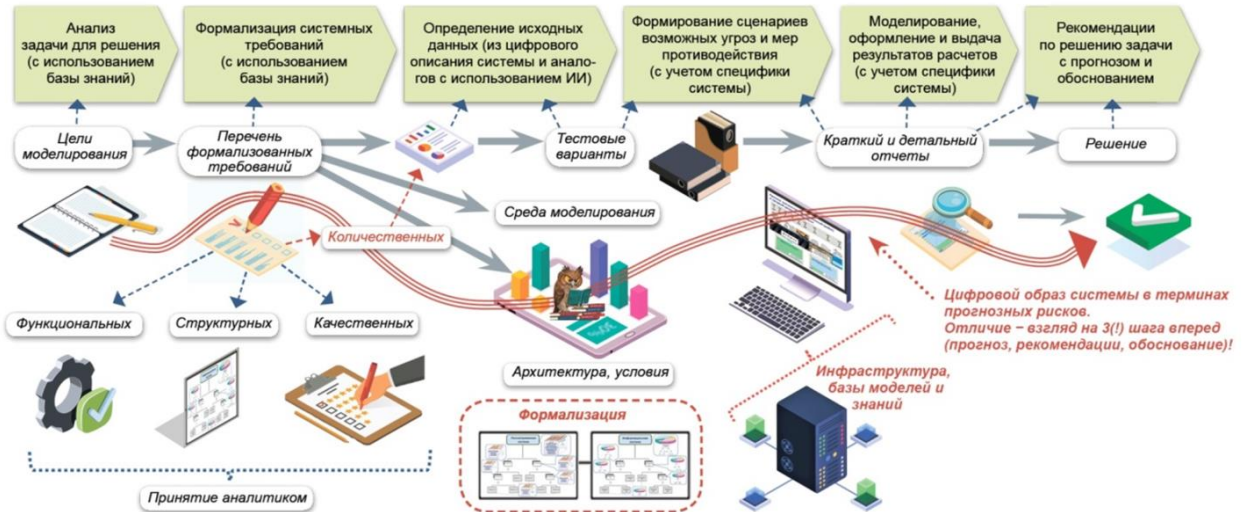 Анализ
задачи для решения
(с использованием
базы знаний)
Формализация системных
требований
(с использованием
базы знаний)
Определение исходных
данных (из цифрового
описания системы и анало-
гов с использованием ИИ)
Формирование сценариев
возможных угроз и мер
противодействия
(с учетом специфики
системы)
Моделирование,
оформление и выдача
результатов расчетов
(с учетом специфики
системы)
Рекомендации
по решению задачи
с прогнозом и
обоснованием
Цели
моделирования
Перечень
формализованных
требований
Тестовые
варианты
Краткий и детальный
отчеты
Решение
Среда моделирования
Количественных
Функциональных
Структурных
Качественных
Архитектура, условия
Цифровой образ системы в терминах
прогнозных рисков.
Отличие – взгляд на 3(!) шага вперед
(прогноз, рекомендации, обоснование)!
Инфраструктура,
базы моделей и
знаний
Формализация
Принятие аналитиком